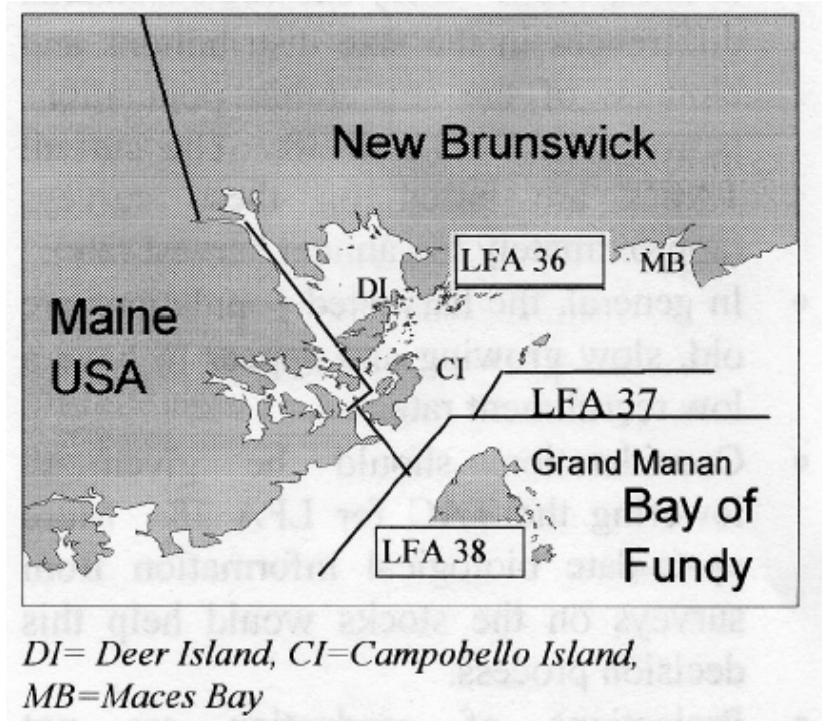 New Brunswick
LFA 36
MB
DI
Maine
USA
CI
LFA 37
Grand Manan
Bay of
Fundy
LFA 38
DI= Deer Island, CI=Campobello Island,
MB=Maces Bay